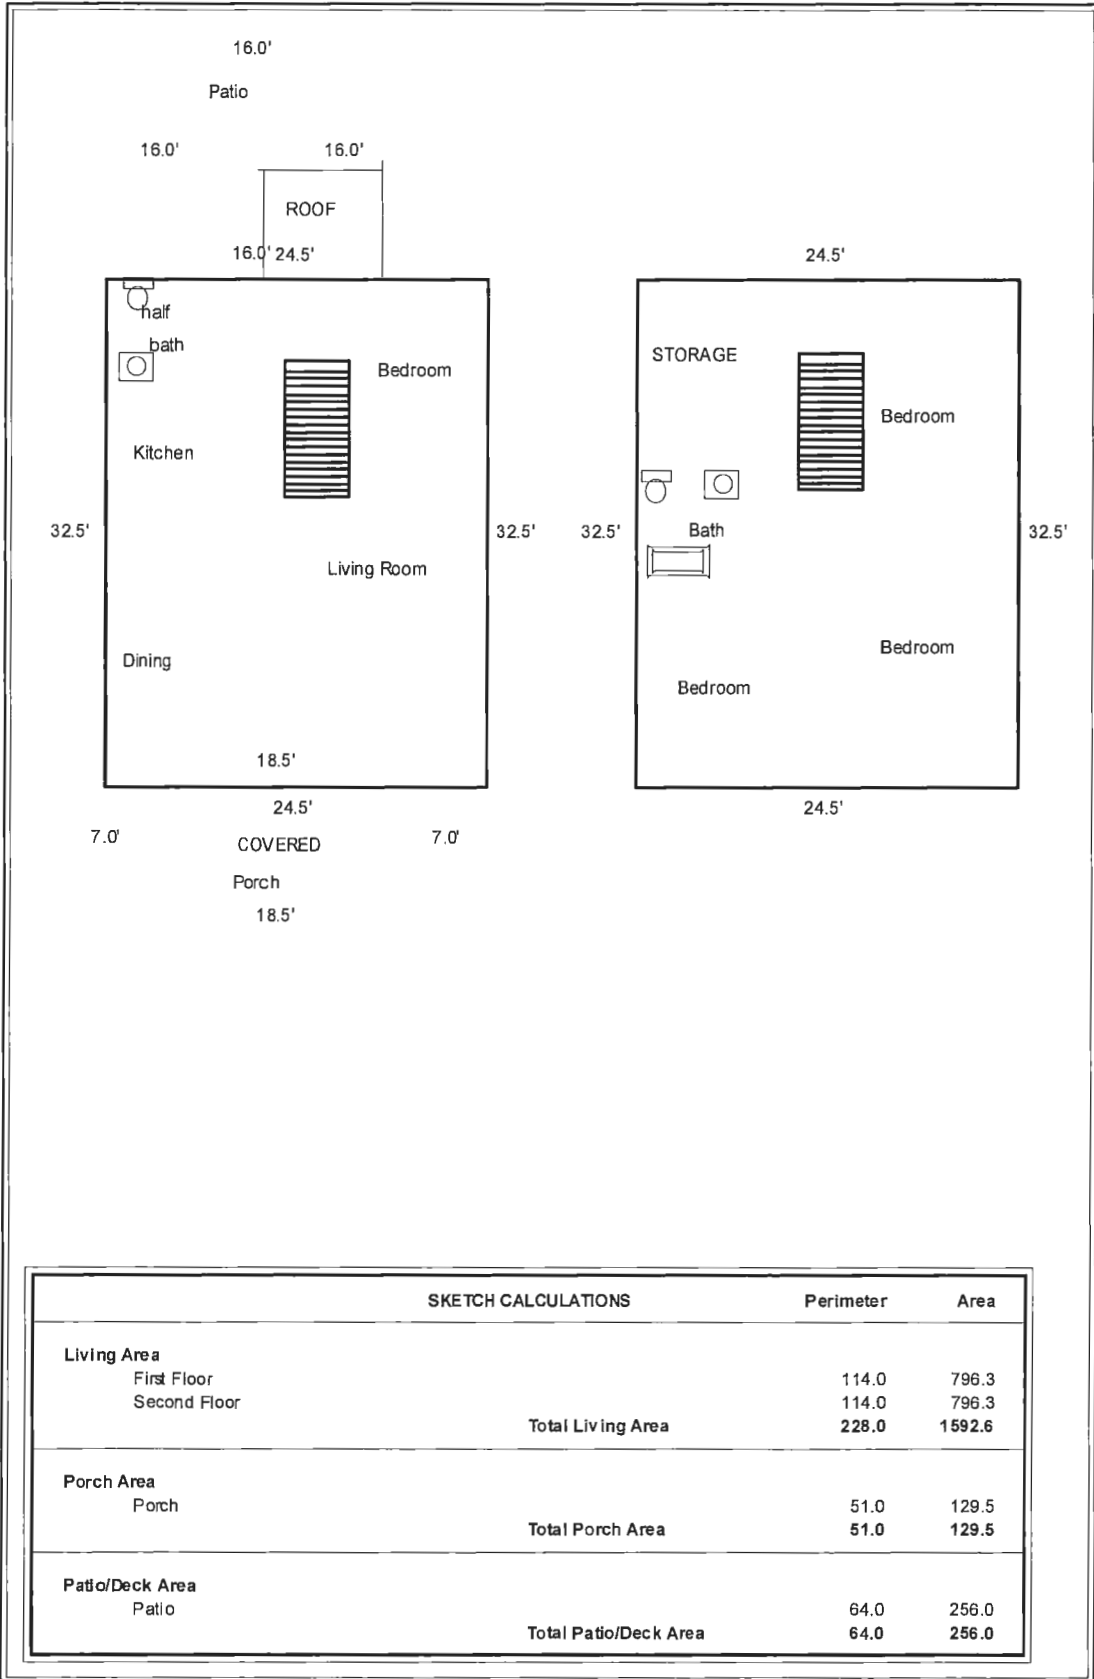 16.0'
Patio
16.0' 16.0'
ROOF
16.0' 24.5' 24.5'
half
bath
STORAGE
Bedroom
Bedroom
Kitchen
32.5' 32.5' 32.5' Bath 32.5'
Living Room
Dining
Bedroom
Bedroom
18.5'
24.5' 24.5'
7.0' COVERED 7.0'
Porch
18.5'
SKETCH CALCULATIONS Perimeter Area
Living Area
First Floor 114.0 796.3
Second Floor 114.0 796.3
Total Living Area 228.0 1592.6
Porch Area
Porch 51.0 129.5
Total Porch Area 51.0 129.5
Patio/Deck Area
Patio 64.0 256.0
Total Patio/Deck Area 64.0 256.0